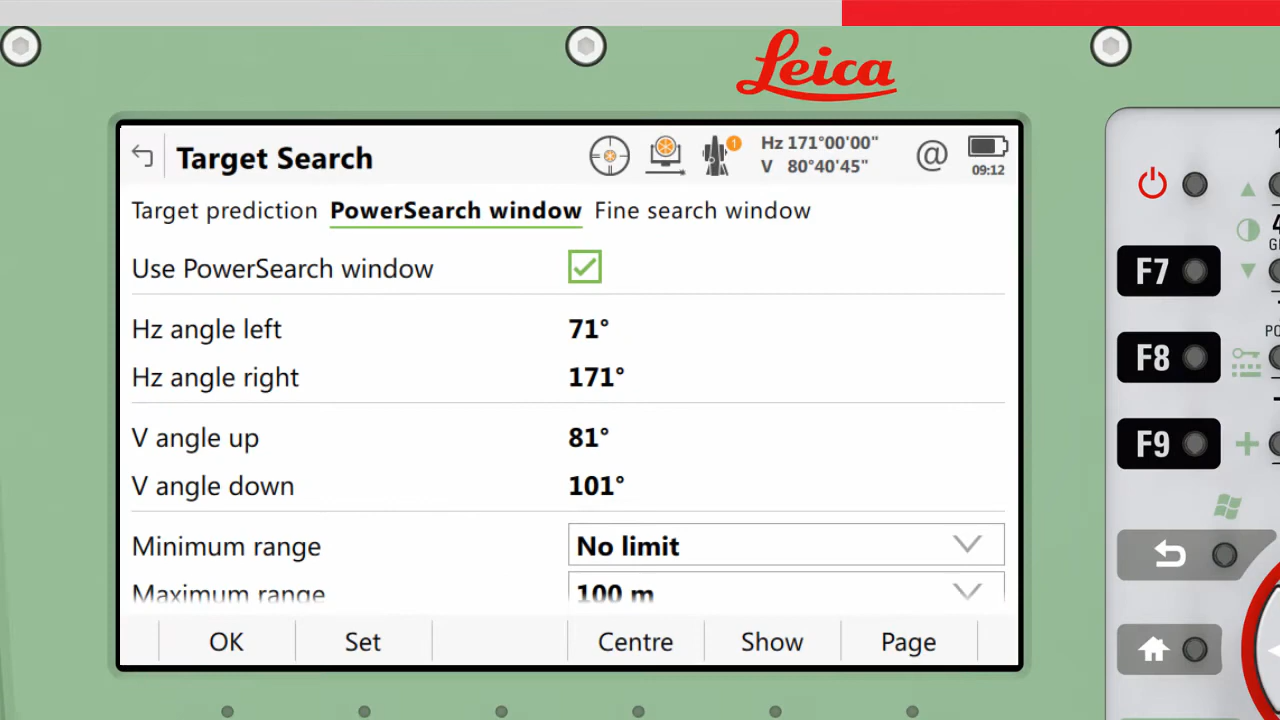 Leica
Target Search
1
Hz 171°00'00"
V 80°40'45"
@
09:12
Target prediction PowerSearch window Fine search window
Use PowerSearch window
Hz angle left 71°
Hz angle right 171°
V angle up 81°
V angle down 101°
Minimum range No limit
Maximum range 100 m
OK Set Centre Show Page
F7
F8
F9